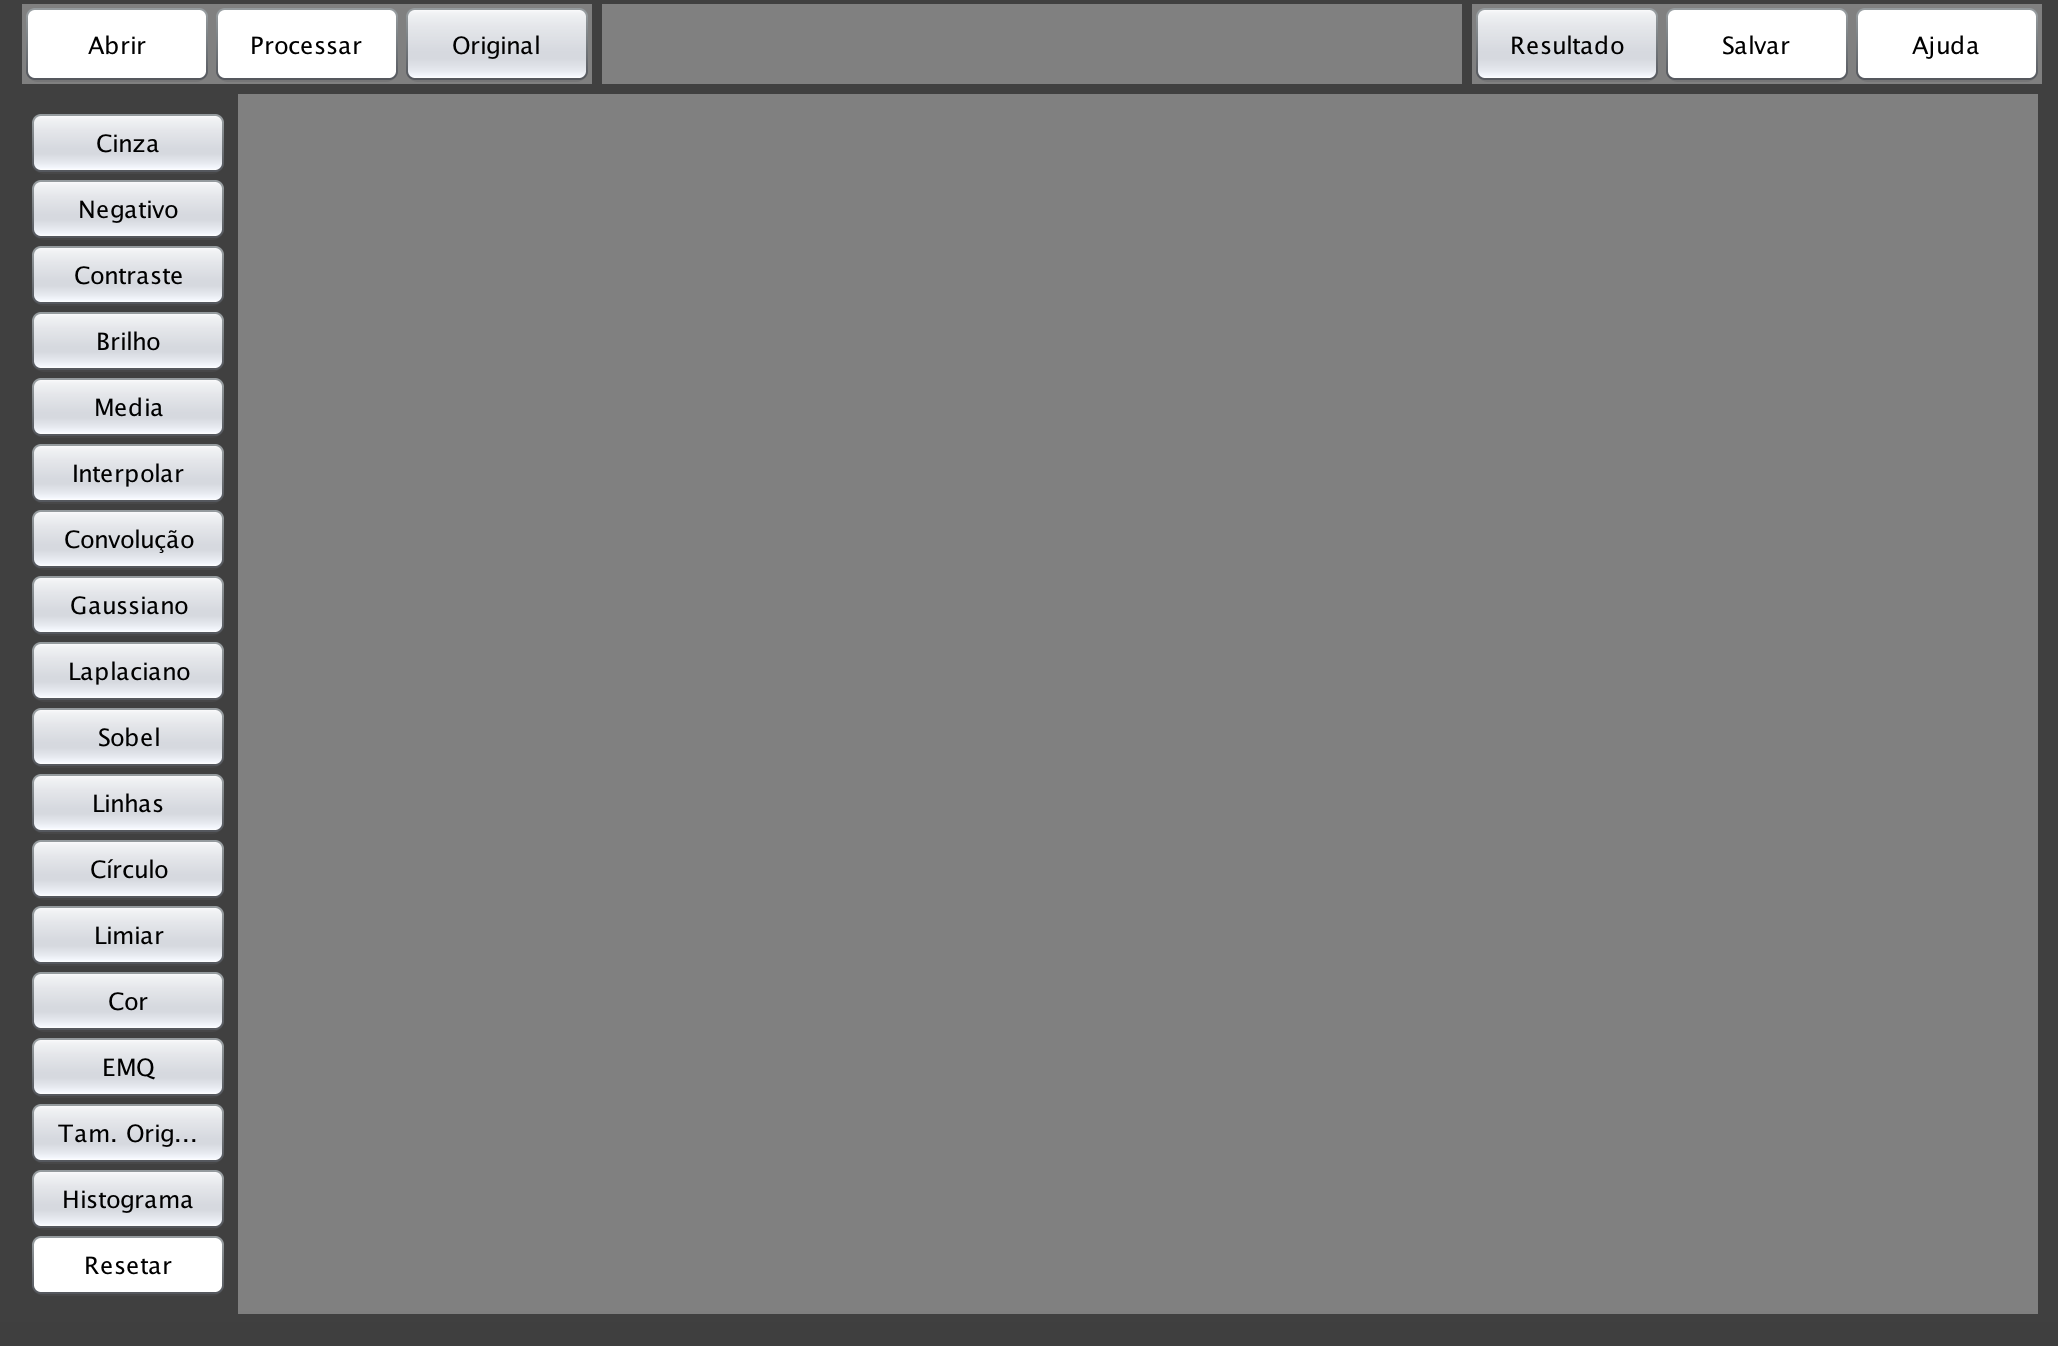 Abrir Processar Original Resultado Salvar Ajuda
Cinza
Negativo
Contraste
Brilho
Media
Interpolar
Convolução
Gaussiano
Laplaciano
Sobel
Linhas
Círculo
Limiar
Cor
EMQ
Tam. Orig...
Histograma
Resetar